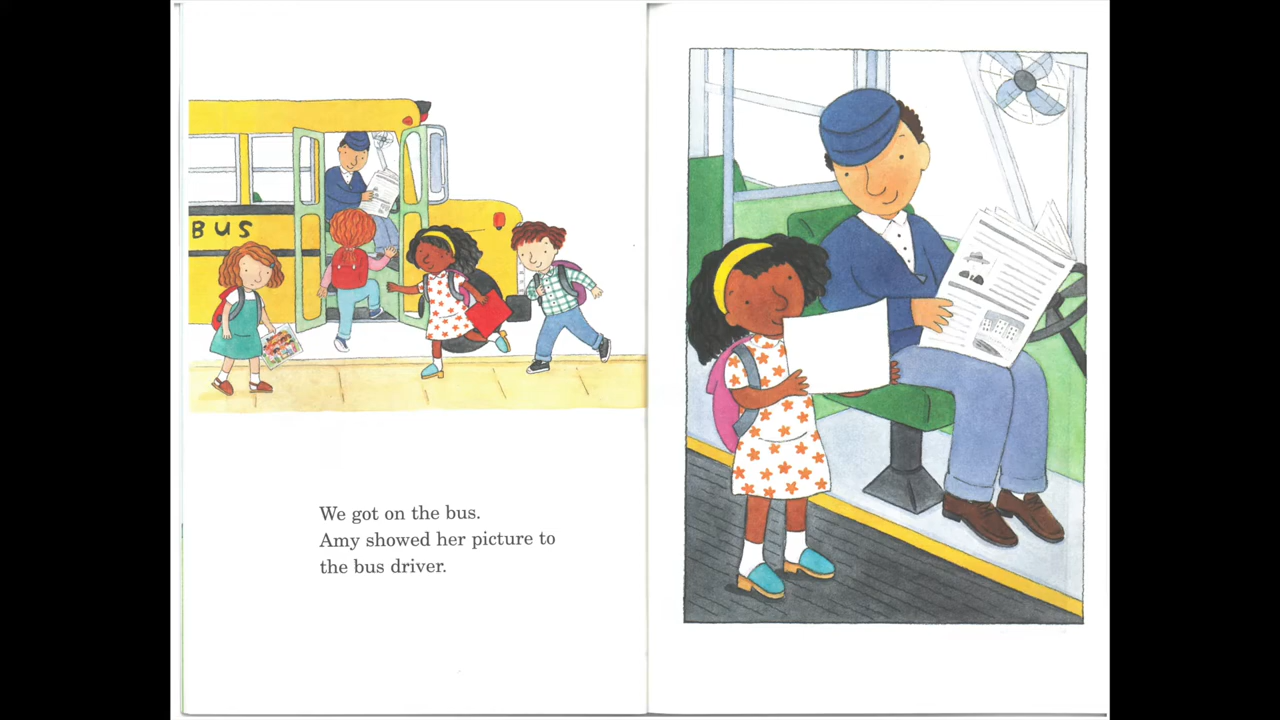 BUS
We got on the bus.
Amy showed her picture to
the bus driver.